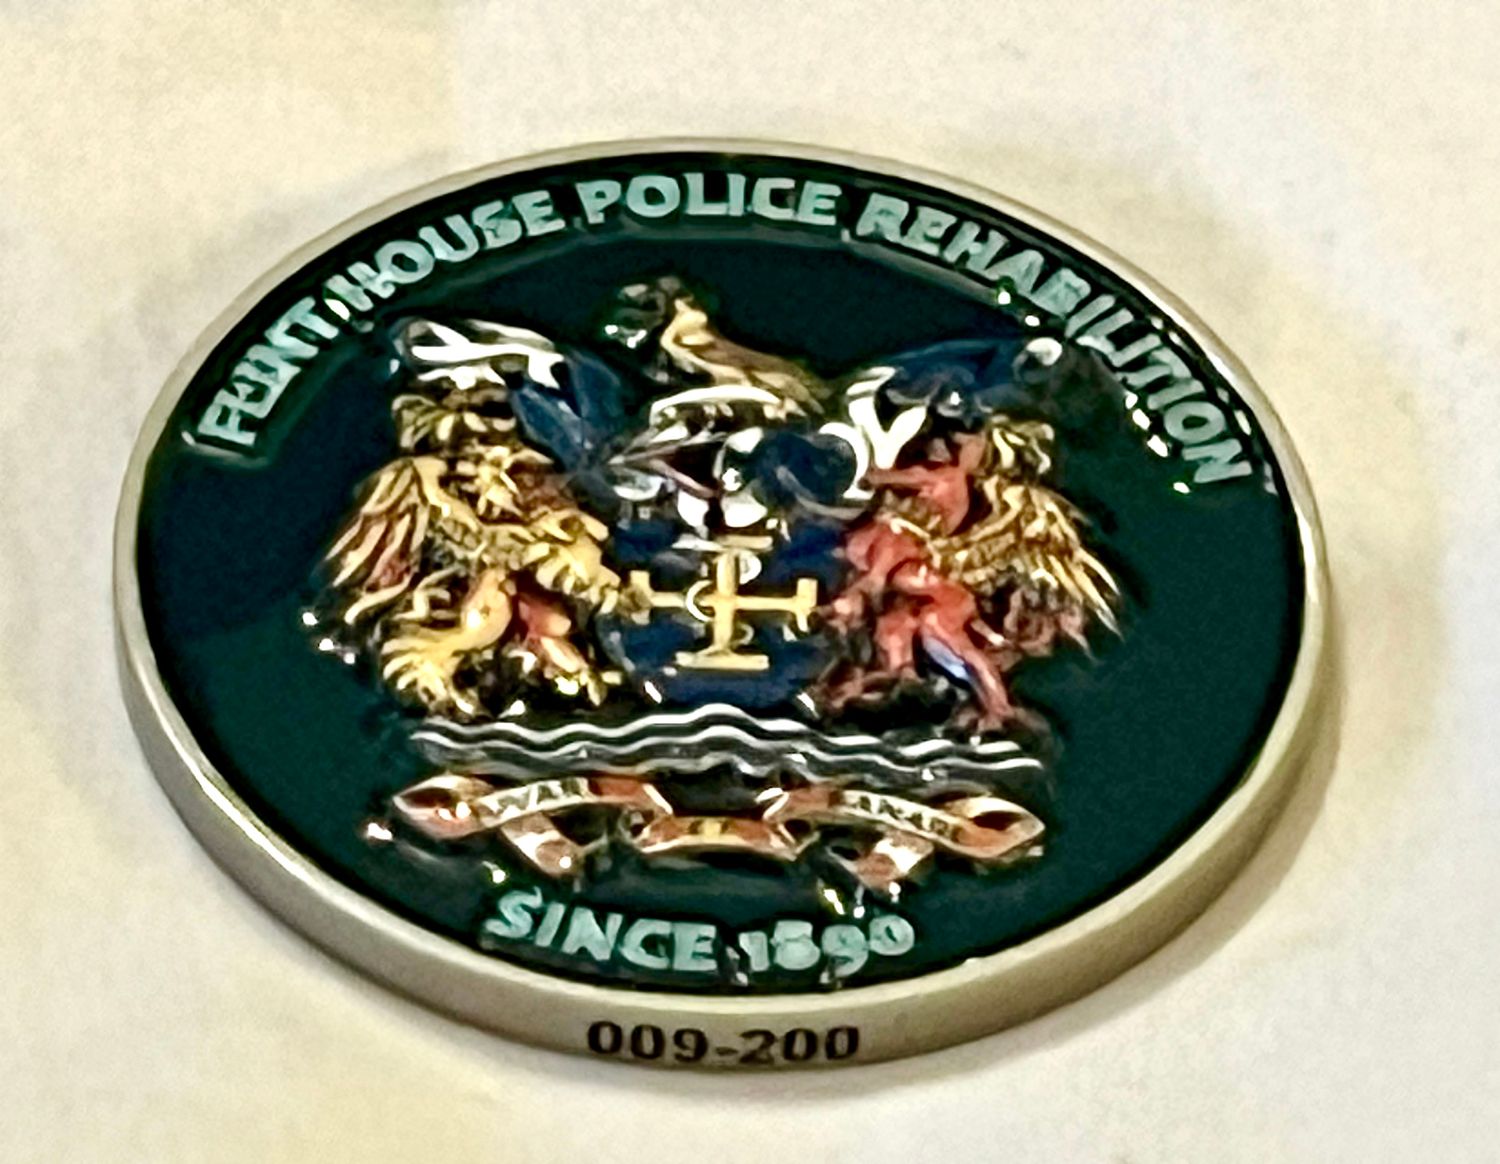 FLINT HOUSE POLICE REHABILITION
SINCE 1890
009-200